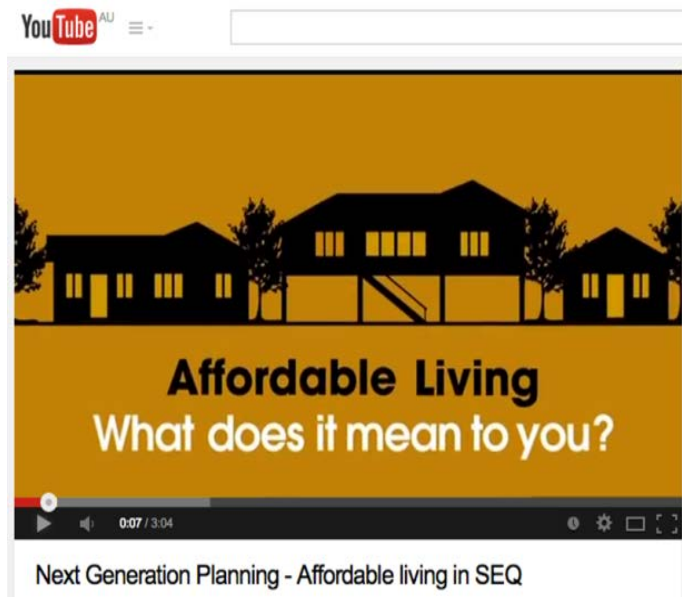 YouTube AU
Affordable Living
What does it mean to you?
0:07 / 3:04
Next Generation Planning - Affordable living in SEQ